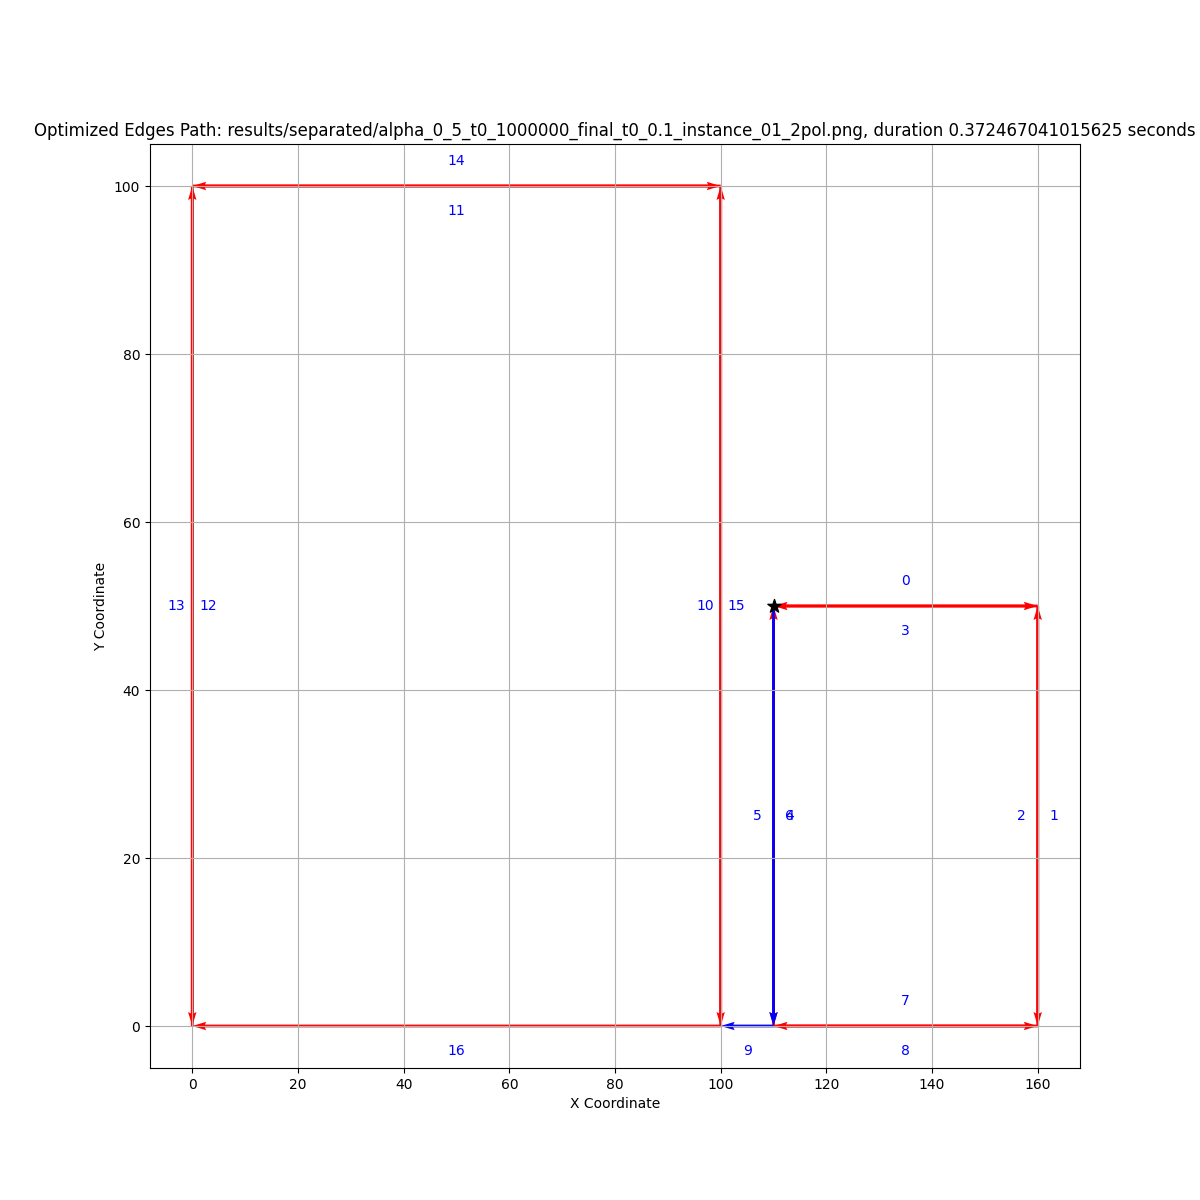 Optimized Edges Path: results/separated/alpha_0_5_t0_1000000_final_t0_0.1_instance_01_2pol.png, duration 0.372467041015625 seconds
14
100
11
80
60
0
13 12 10 15
3
Y Coordinate
40
5 6 4 2 1
20
7
0
16 9 8
0 20 40 60 80 100 120 140 160
X Coordinate